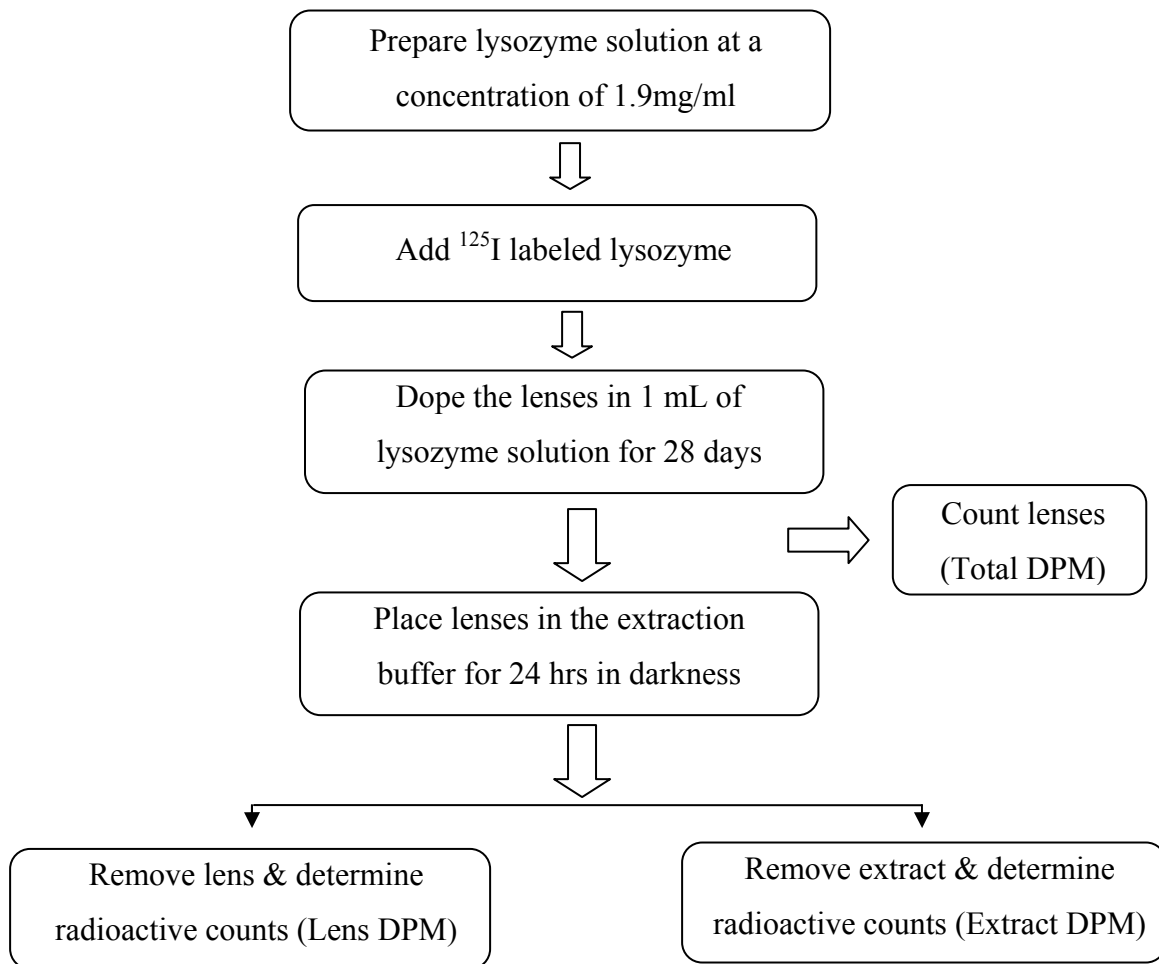 Prepare lysozyme solution at a
concentration of 1.9mg/ml
Add ¹²⁵I labeled lysozyme
Dope the lenses in 1 mL of
lysozyme solution for 28 days
Count lenses
(Total DPM)
Place lenses in the extraction
buffer for 24 hrs in darkness
Remove lens & determine
radioactive counts (Lens DPM)
Remove extract & determine
radioactive counts (Extract DPM)